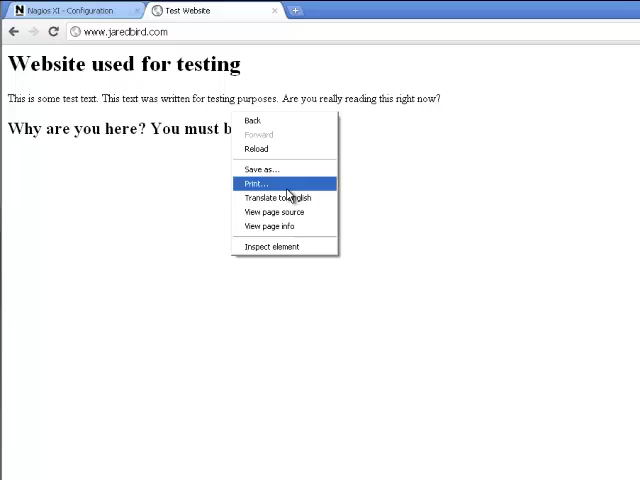 Nagios XI - Configuration
Test Website
www.jaredbird.com
Website used for testing
This is some test text. This text was written for testing purposes. Are you really reading this right now?
Why are you here? You must b
Back
Forward
Reload
Save as...
Print...
Translate to English
View page source
View page info
Inspect element